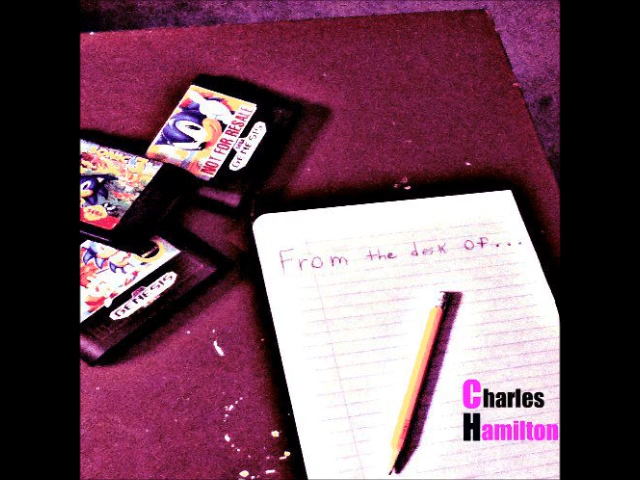 NOT FOR RESALE
GENESIS
GENESIS
From the desk of...
Charles
Hamilton